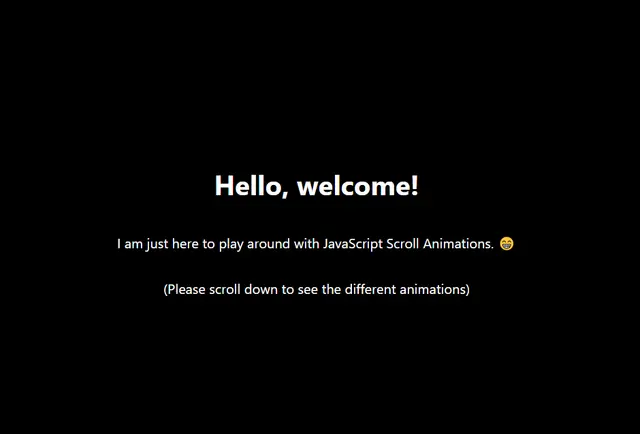 Hello, welcome!
I am just here to play around with JavaScript Scroll Animations. 😁
(Please scroll down to see the different animations)